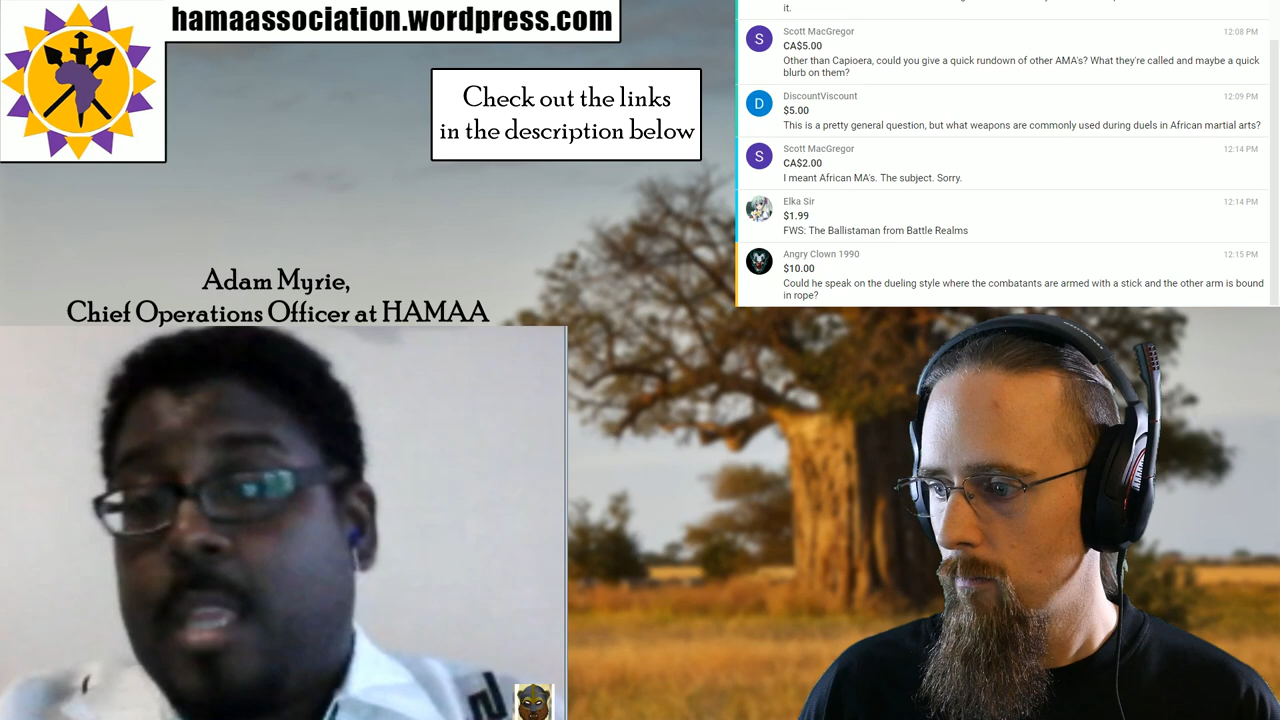 hamaassociation.wordpress.com
Check out the links
in the description below
Adam Myrie,
Chief Operations Officer at HAMAA
it.
S
Scott MacGregor
12:08 PM
CA$5.00
Other than Capioera, could you give a quick rundown of other AMA's? What they're called and maybe a quick
blurb on them?
D
DiscountViscount
12:09 PM
$5.00
This is a pretty general question, but what weapons are commonly used during duels in African martial arts?
S
Scott MacGregor
12:14 PM
CA$2.00
I meant African MA's. The subject. Sorry.
Elka Sir
12:14 PM
$1.99
FWS: The Ballistaman from Battle Realms
Angry Clown 1990
12:15 PM
$10.00
Could he speak on the dueling style where the combatants are armed with a stick and the other arm is bound
in rope?